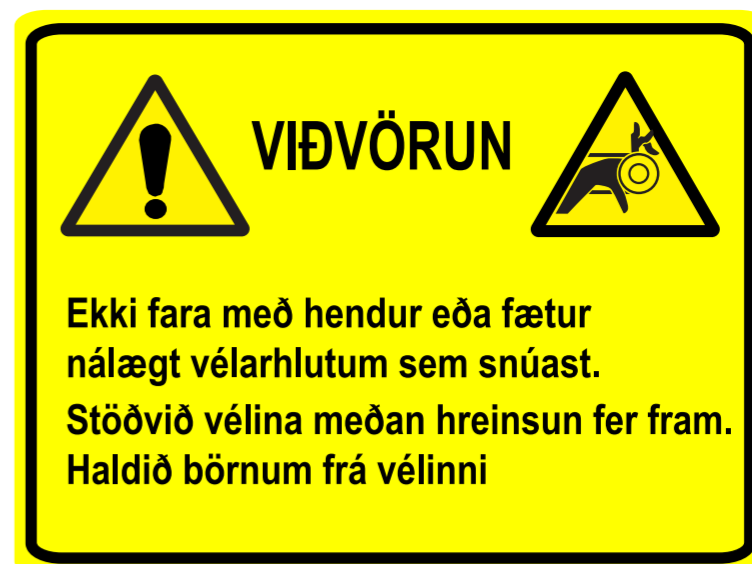 VIÐVÖRUN
Ekki fara með hendur eða fætur
nálægt vélarhlutum sem snúast.
Stöðvið vélina meðan hreinsun fer fram.
Haldið börnum frá vélinni